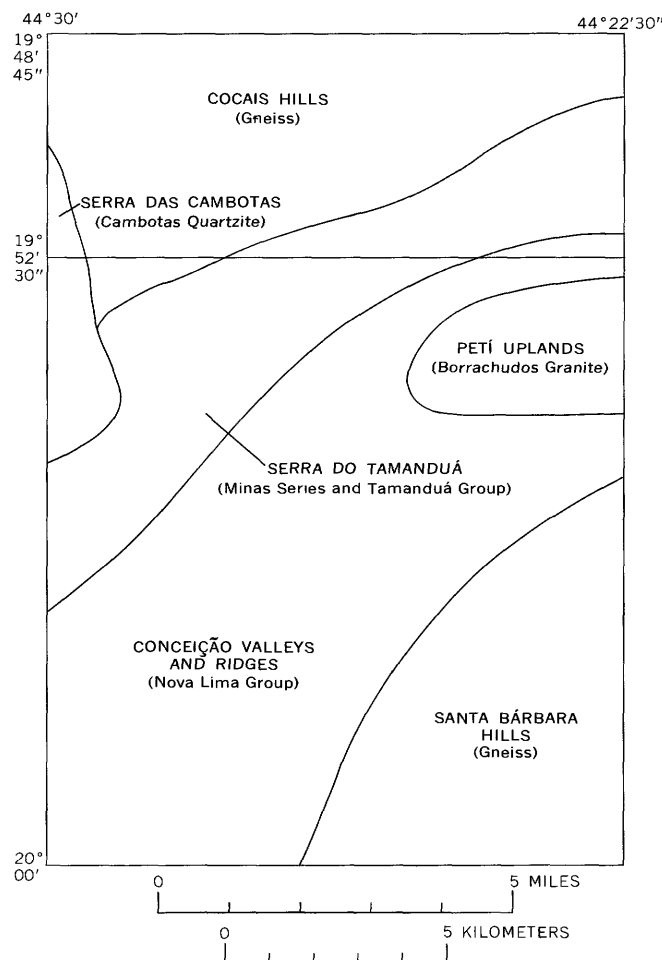 44°30'
44°22'30"
19°
48'
45"
COCAIS HILLS
(Gneiss)
SERRA DAS CAMBOTAS
(Cambotas Quartzite)
19°
52'
30"
PETÍ UPLANDS
(Borrachudos Granite)
SERRA DO TAMANDUÁ
(Minas Series and Tamanduá Group)
CONCEIÇÃO VALLEYS
AND RIDGES
(Nova Lima Group)
SANTA BÁRBARA
HILLS
(Gneiss)
20°
00'
0 5 MILES
0 5 KILOMETERS